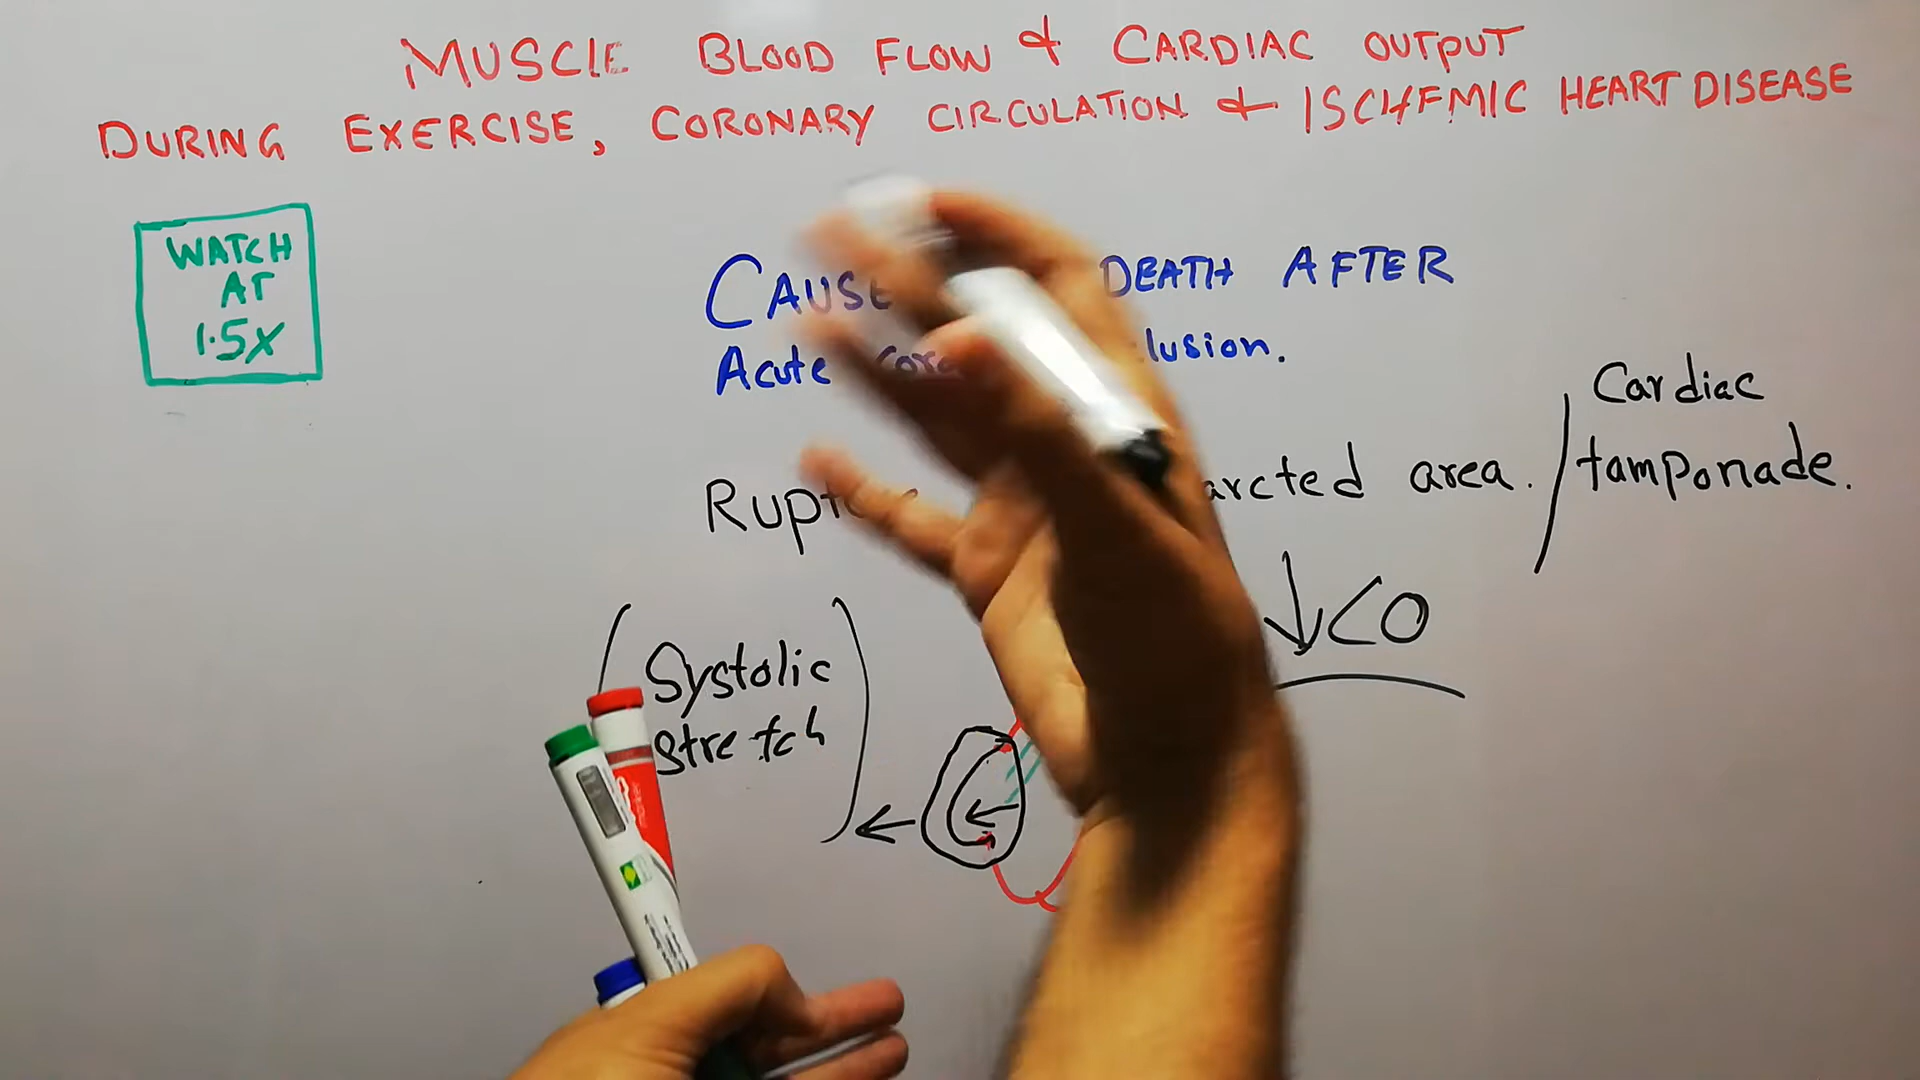 MUSCLE BLOOD FLOW & CARDIAC OUTPUT
DURING EXERCISE, CORONARY CIRCULATION & ISCHEMIC HEART DISEASE
WATCH
AT
1.5X
CAUSE DEATH AFTER
Acute lusion.
Cardiac
tamponade.
arcted area.
↓CO
Systolic
stretch